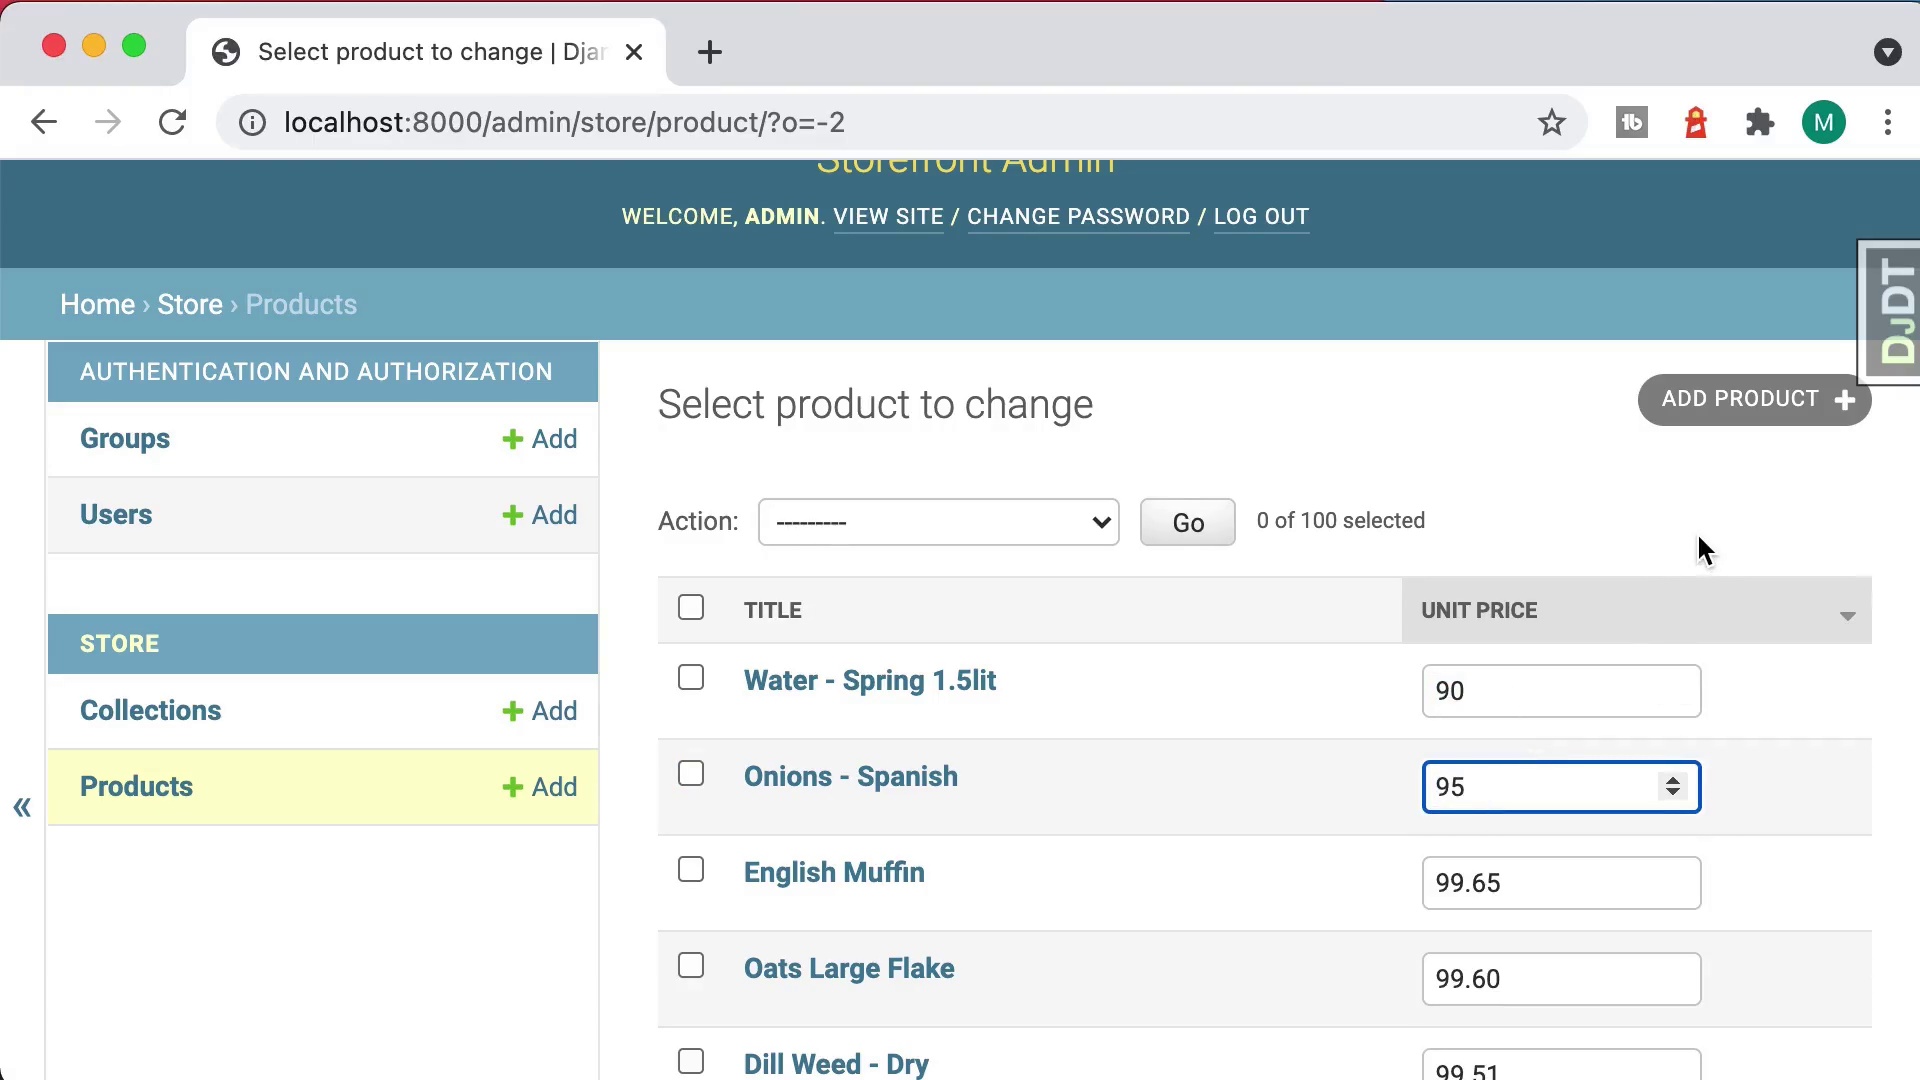 Select product to change | Djan
localhost:8000/admin/store/product/?o=-2
M
Storefront Admin
WELCOME, ADMIN. VIEW SITE / CHANGE PASSWORD / LOG OUT
DJDT
Home › Store › Products
AUTHENTICATION AND AUTHORIZATION
Groups + Add
Users + Add
STORE
Collections + Add
Products + Add
«
Select product to change
ADD PRODUCT +
Action: --------- Go 0 of 100 selected
TITLE UNIT PRICE
Water - Spring 1.5lit 90
Onions - Spanish 95
English Muffin 99.65
Oats Large Flake 99.60
Dill Weed - Dry 99.51